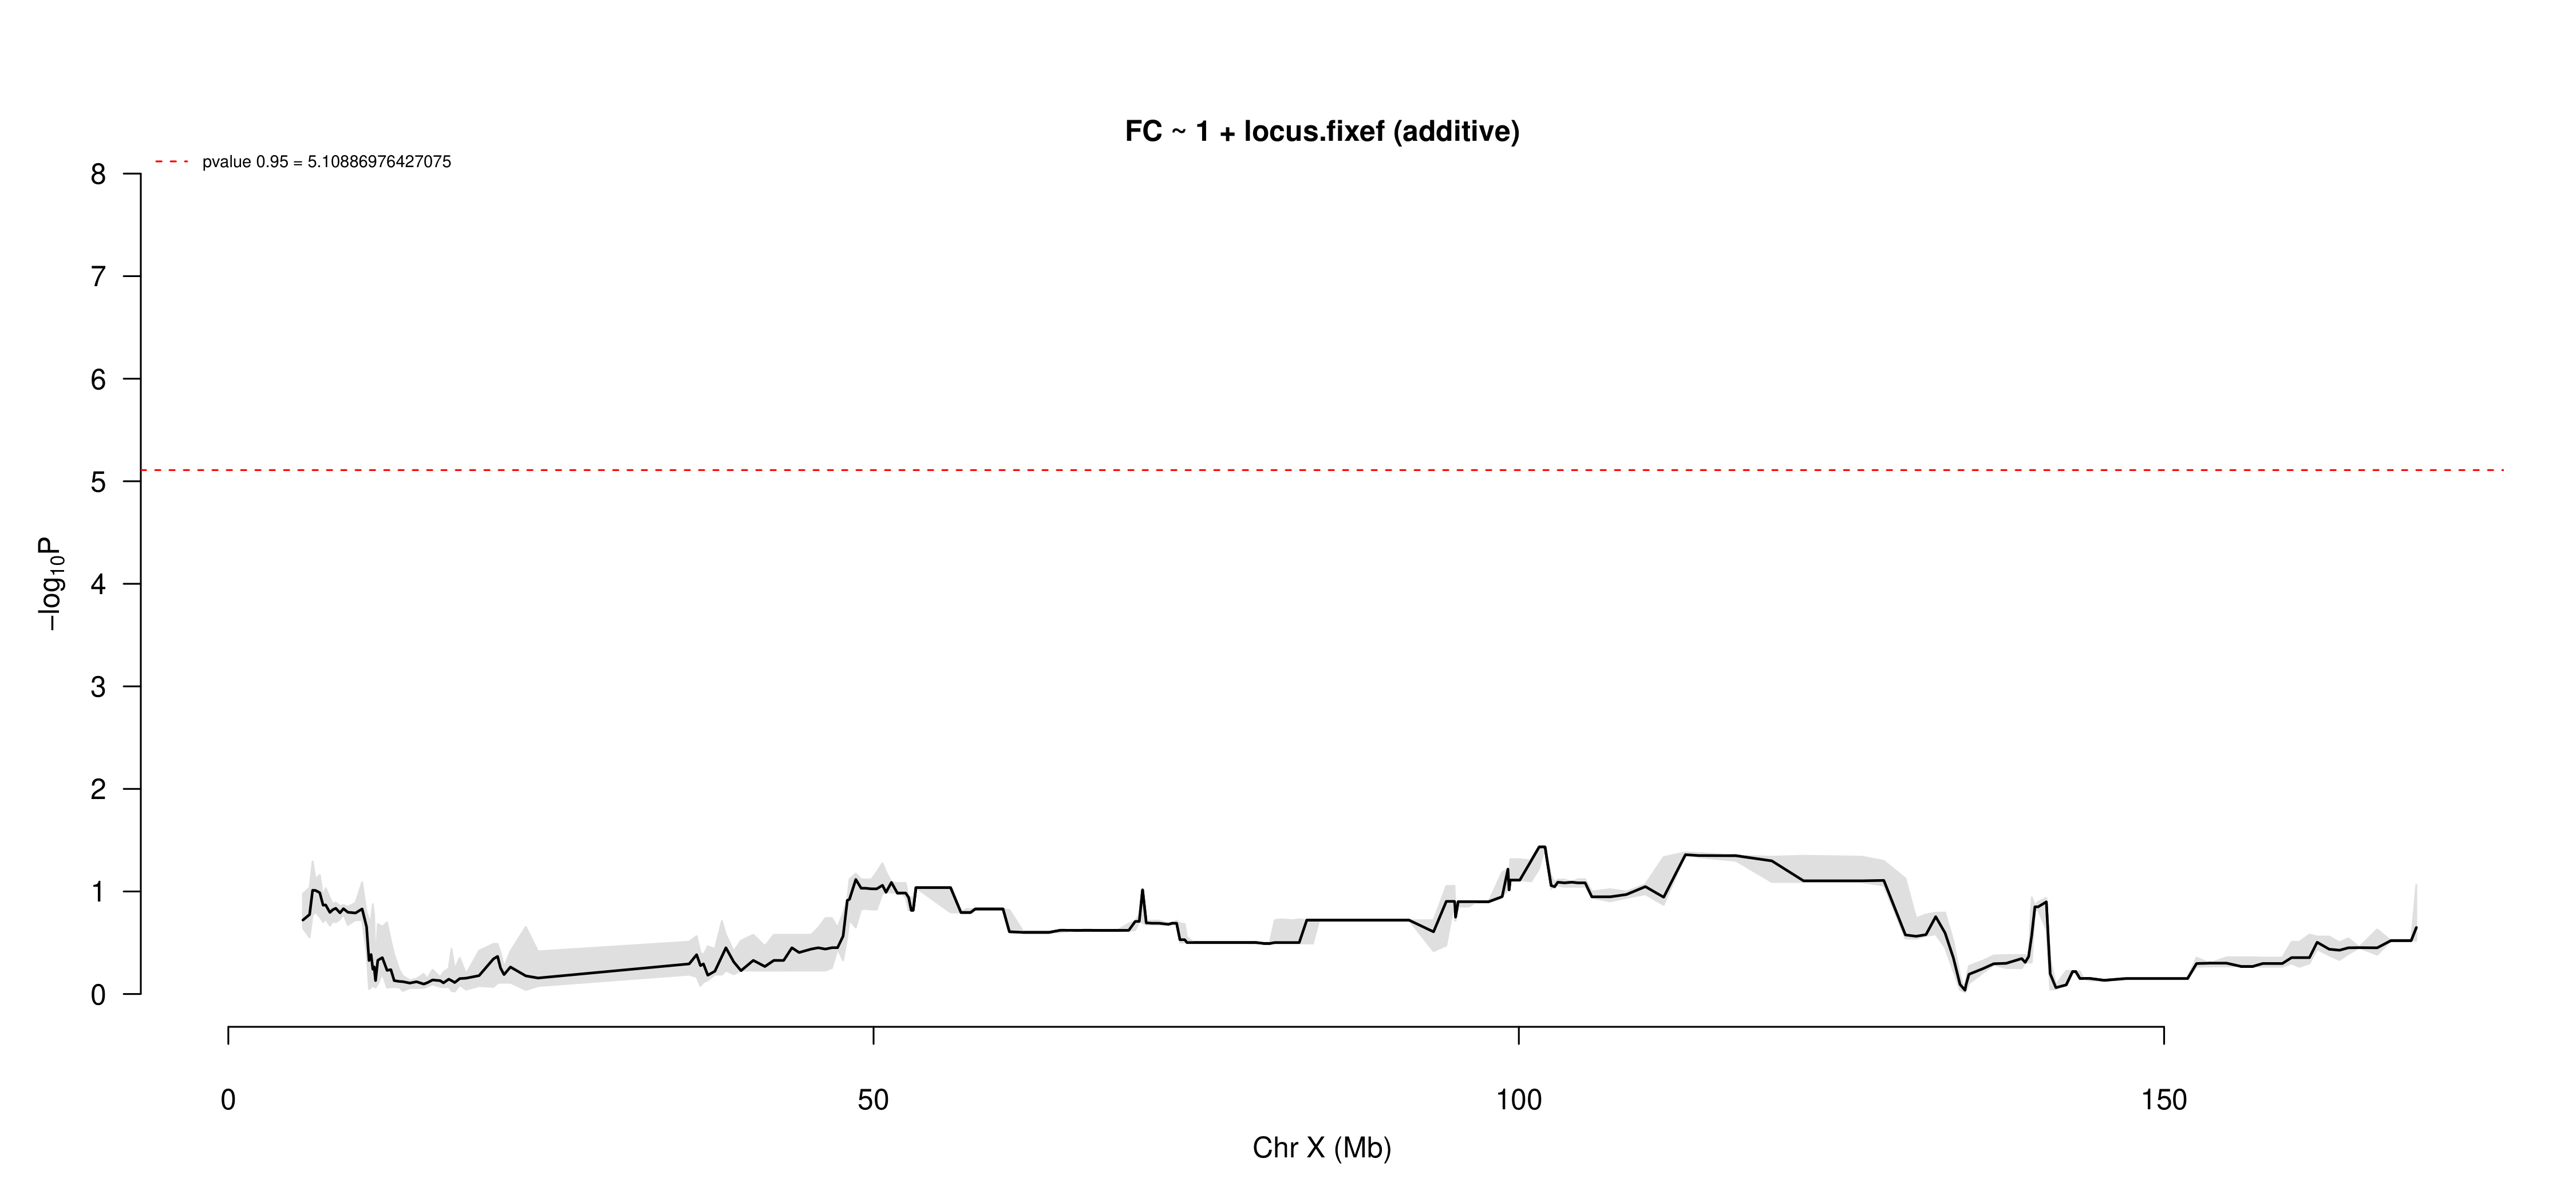 FC ~ 1 + locus.fixef (additive)
pvalue 0.95 = 5.10886976427075
8
7
6
5
4
3
2
1
0
−log10P
0 50 100 150
Chr X (Mb)